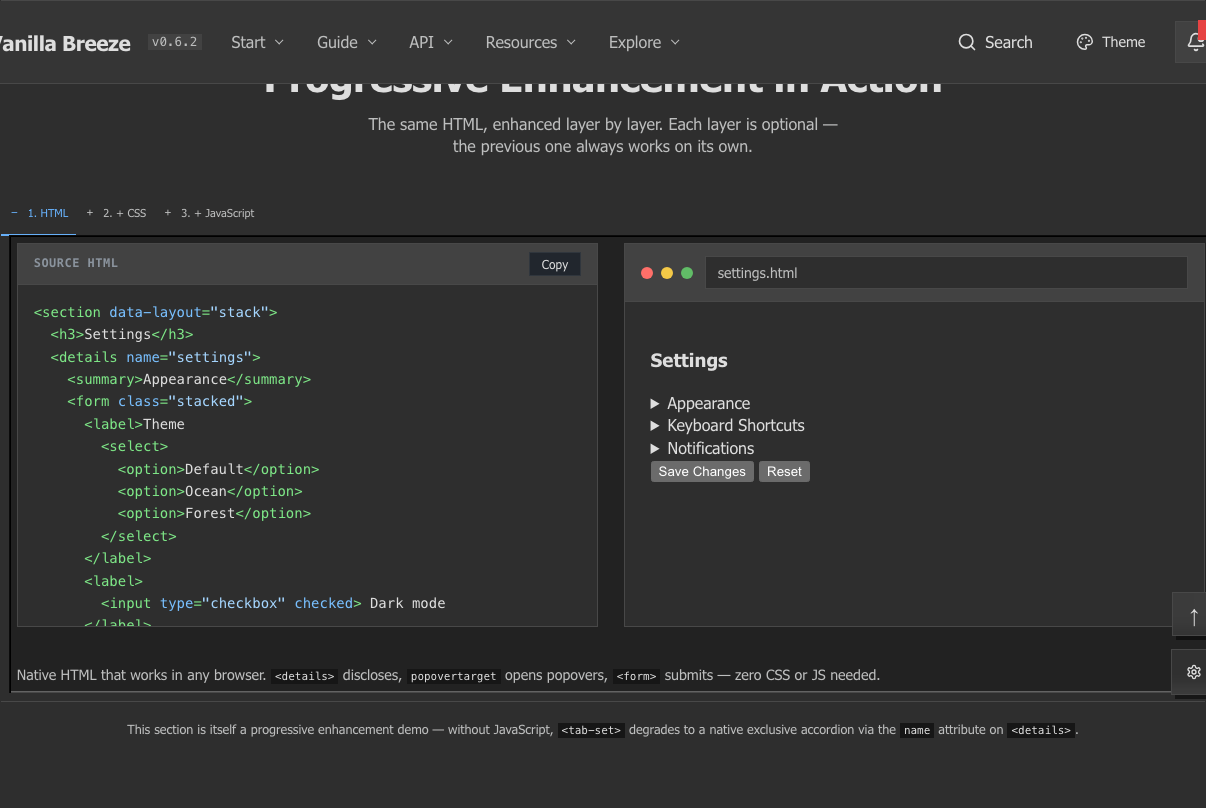 Vanilla Breeze v0.6.2 Start Guide API Resources Explore Search Theme
Progressive Enhancement in Action
The same HTML, enhanced layer by layer. Each layer is optional —
the previous one always works on its own.
− 1. HTML + 2. + CSS + 3. + JavaScript
SOURCE HTML Copy
<section data-layout="stack">
<h3>Settings</h3>
<details name="settings">
<summary>Appearance</summary>
<form class="stacked">
<label>Theme
<select>
<option>Default</option>
<option>Ocean</option>
<option>Forest</option>
</select>
</label>
<label>
<input type="checkbox" checked> Dark mode
</label>
settings.html
Settings
▶ Appearance
▶ Keyboard Shortcuts
▶ Notifications
Save Changes Reset
↑
Native HTML that works in any browser. <details> discloses, popovertarget opens popovers, <form> submits — zero CSS or JS needed.
This section is itself a progressive enhancement demo — without JavaScript, <tab-set> degrades to a native exclusive accordion via the name attribute on <details>.